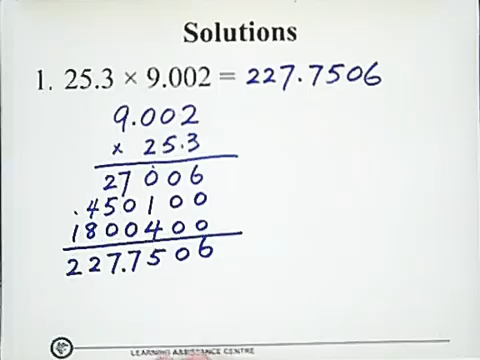 Solutions
1. 25.3 × 9.002 = 227.7506
9.002
× 25.3
27006
450100
1800400
227.7506
LEARNING ASSISTANCE CENTRE